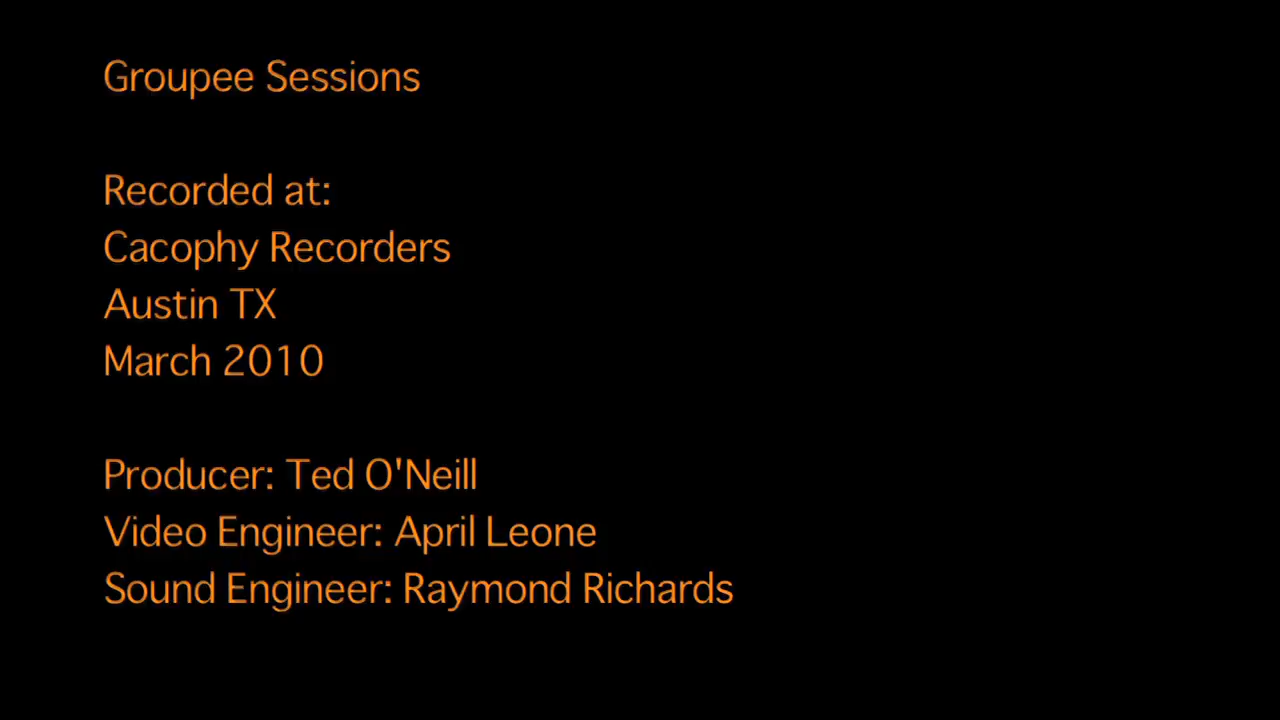 Groupee Sessions
Recorded at:
Cacophy Recorders
Austin TX
March 2010
Producer: Ted O'Neill
Video Engineer: April Leone
Sound Engineer: Raymond Richards